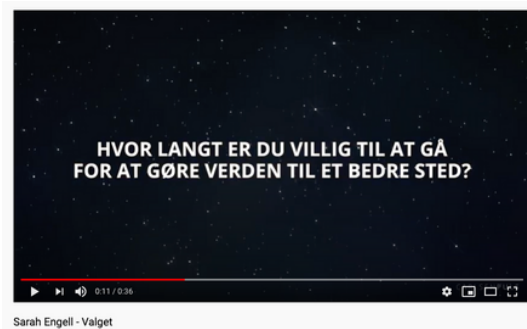 HVOR LANGT ER DU VILLIG TIL AT GÅ
FOR AT GØRE VERDEN TIL ET BEDRE STED?
0:11 / 0:36
Sarah Engell - Valget